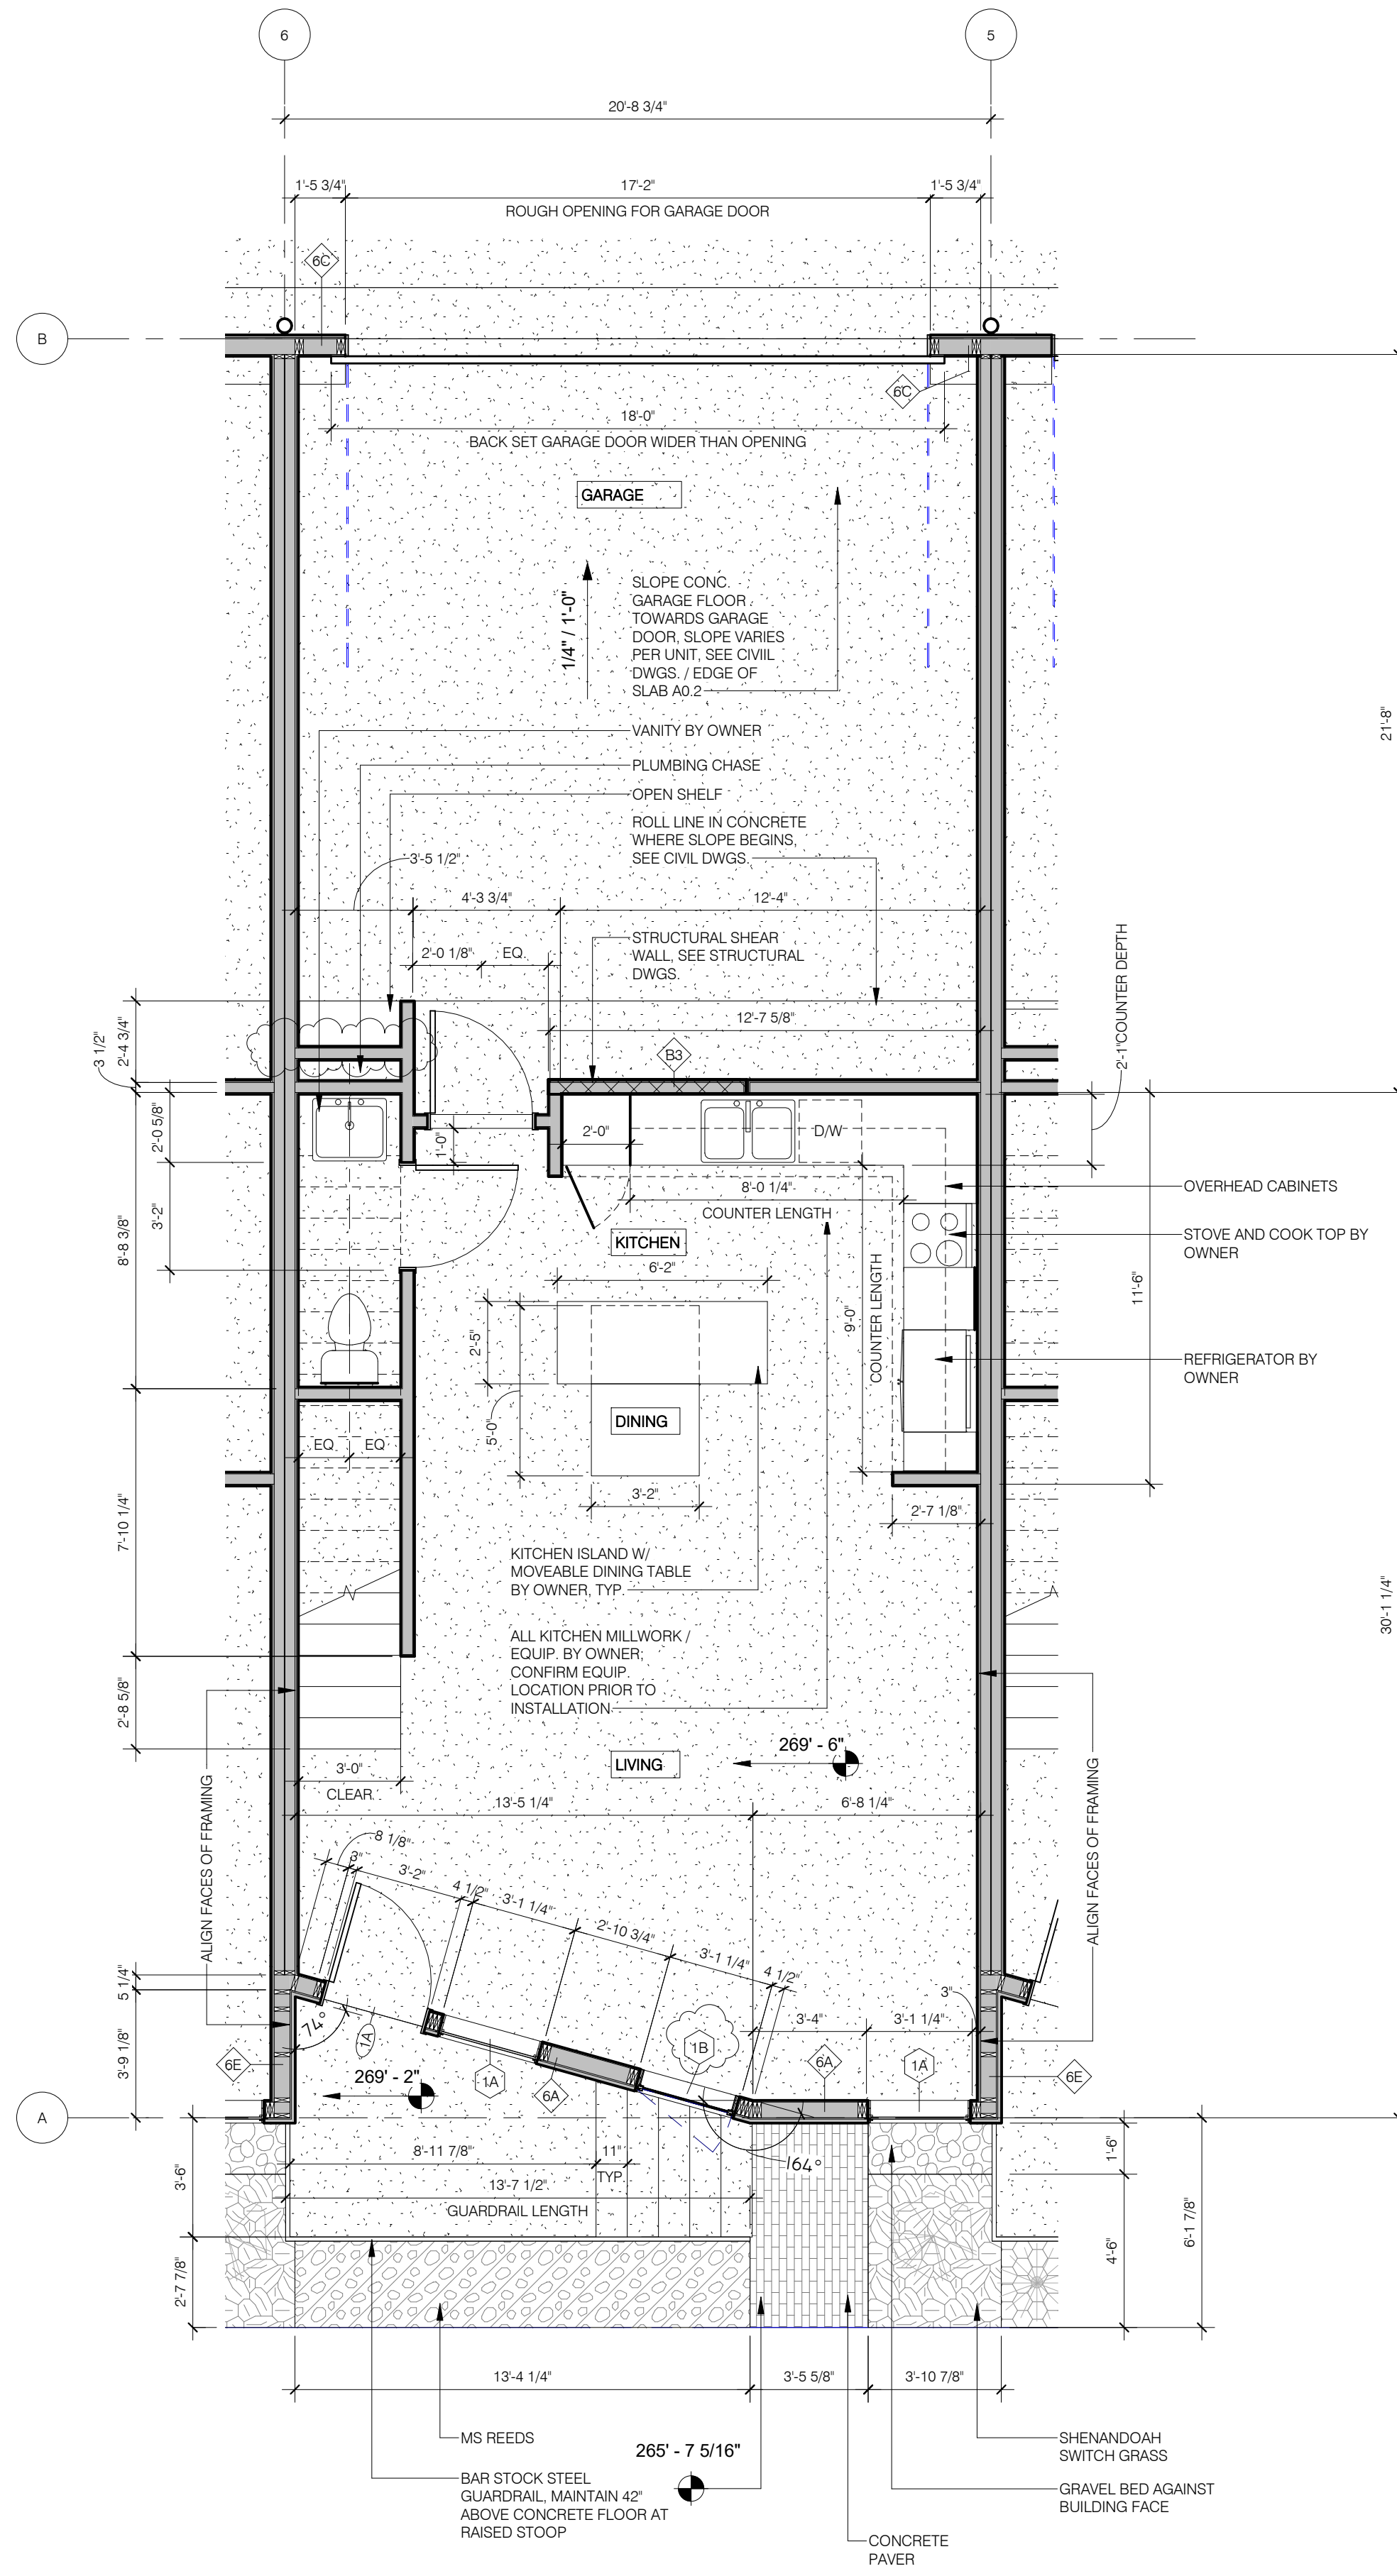 6
5
20'-8 3/4"
1'-5 3/4"
17'-2"
1'-5 3/4"
ROUGH OPENING FOR GARAGE DOOR
6C
B
6C
18'-0"
BACK SET GARAGE DOOR WIDER THAN OPENING
GARAGE
1/4" / 1'-0"
SLOPE CONC.
GARAGE FLOOR
TOWARDS GARAGE
DOOR, SLOPE VARIES
PER UNIT, SEE CIVIIL
DWGS. / EDGE OF
SLAB A0.2
21'-8"
VANITY BY OWNER
PLUMBING CHASE
OPEN SHELF
ROLL LINE IN CONCRETE
WHERE SLOPE BEGINS,
SEE CIVIL DWGS.
3'-5 1/2"
4'-3 3/4"
12'-4"
STRUCTURAL SHEAR
WALL, SEE STRUCTURAL
DWGS.
2'-0 1/8"
EQ.
2'-1"COUNTER DEPTH
12'-7 5/8"
2'-4 3/4"
3 1/2"
B3
2'-0 5/8"
1'-0"
2'-0"
D/W
8'-0 1/4"
COUNTER LENGTH
OVERHEAD CABINETS
STOVE AND COOK TOP BY
OWNER
3'-2"
8'-8 3/8"
KITCHEN
6'-2"
11'-6"
9'-0"
COUNTER LENGTH
2'-5"
REFRIGERATOR BY
OWNER
DINING
5'-0"
EQ
EQ
3'-2"
2'-7 1/8"
7'-10 1/4"
KITCHEN ISLAND W/
MOVEABLE DINING TABLE
BY OWNER, TYP.
30'-1 1/4"
ALL KITCHEN MILLWORK /
EQUIP. BY OWNER;
CONFIRM EQUIP.
LOCATION PRIOR TO
INSTALLATION
2'-8 5/8"
269' - 6"
LIVING
3'-0"
CLEAR
13'-5 1/4"
6'-8 1/4"
ALIGN FACES OF FRAMING
ALIGN FACES OF FRAMING
8 1/8"
3"
3'-2"
4 1/2"
3'-1 1/4"
2'-10 3/4"
3'-1 1/4"
4 1/2"
5 1/4"
3"
3'-4"
3'-1 1/4"
74°
1A
3'-9 1/8"
1B
6E
6A
1A
6E
269' - 2"
1A
6A
A
8'-11 7/8"
11"
TYP.
164°
1'-6"
3'-6"
13'-7 1/2"
GUARDRAIL LENGTH
6'-1 7/8"
4'-6"
2'-7 7/8"
13'-4 1/4"
3'-5 5/8"
3'-10 7/8"
MS REEDS
265' - 7 5/16"
SHENANDOAH
SWITCH GRASS
BAR STOCK STEEL
GUARDRAIL, MAINTAIN 42"
ABOVE CONCRETE FLOOR AT
RAISED STOOP
GRAVEL BED AGAINST
BUILDING FACE
CONCRETE
PAVER